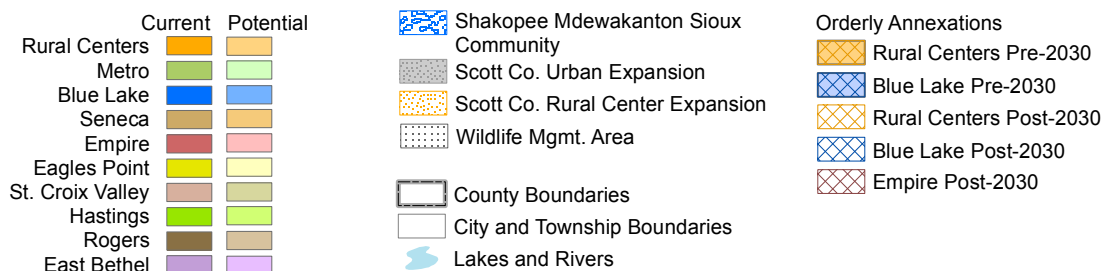 Current Potential
Rural Centers
Metro
Blue Lake
Seneca
Empire
Eagles Point
St. Croix Valley
Hastings
Rogers
East Bethel
Shakopee Mdewakanton Sioux
Community
Scott Co. Urban Expansion
Scott Co. Rural Center Expansion
Wildlife Mgmt. Area
County Boundaries
City and Township Boundaries
Lakes and Rivers
Orderly Annexations
Rural Centers Pre-2030
Blue Lake Pre-2030
Rural Centers Post-2030
Blue Lake Post-2030
Empire Post-2030